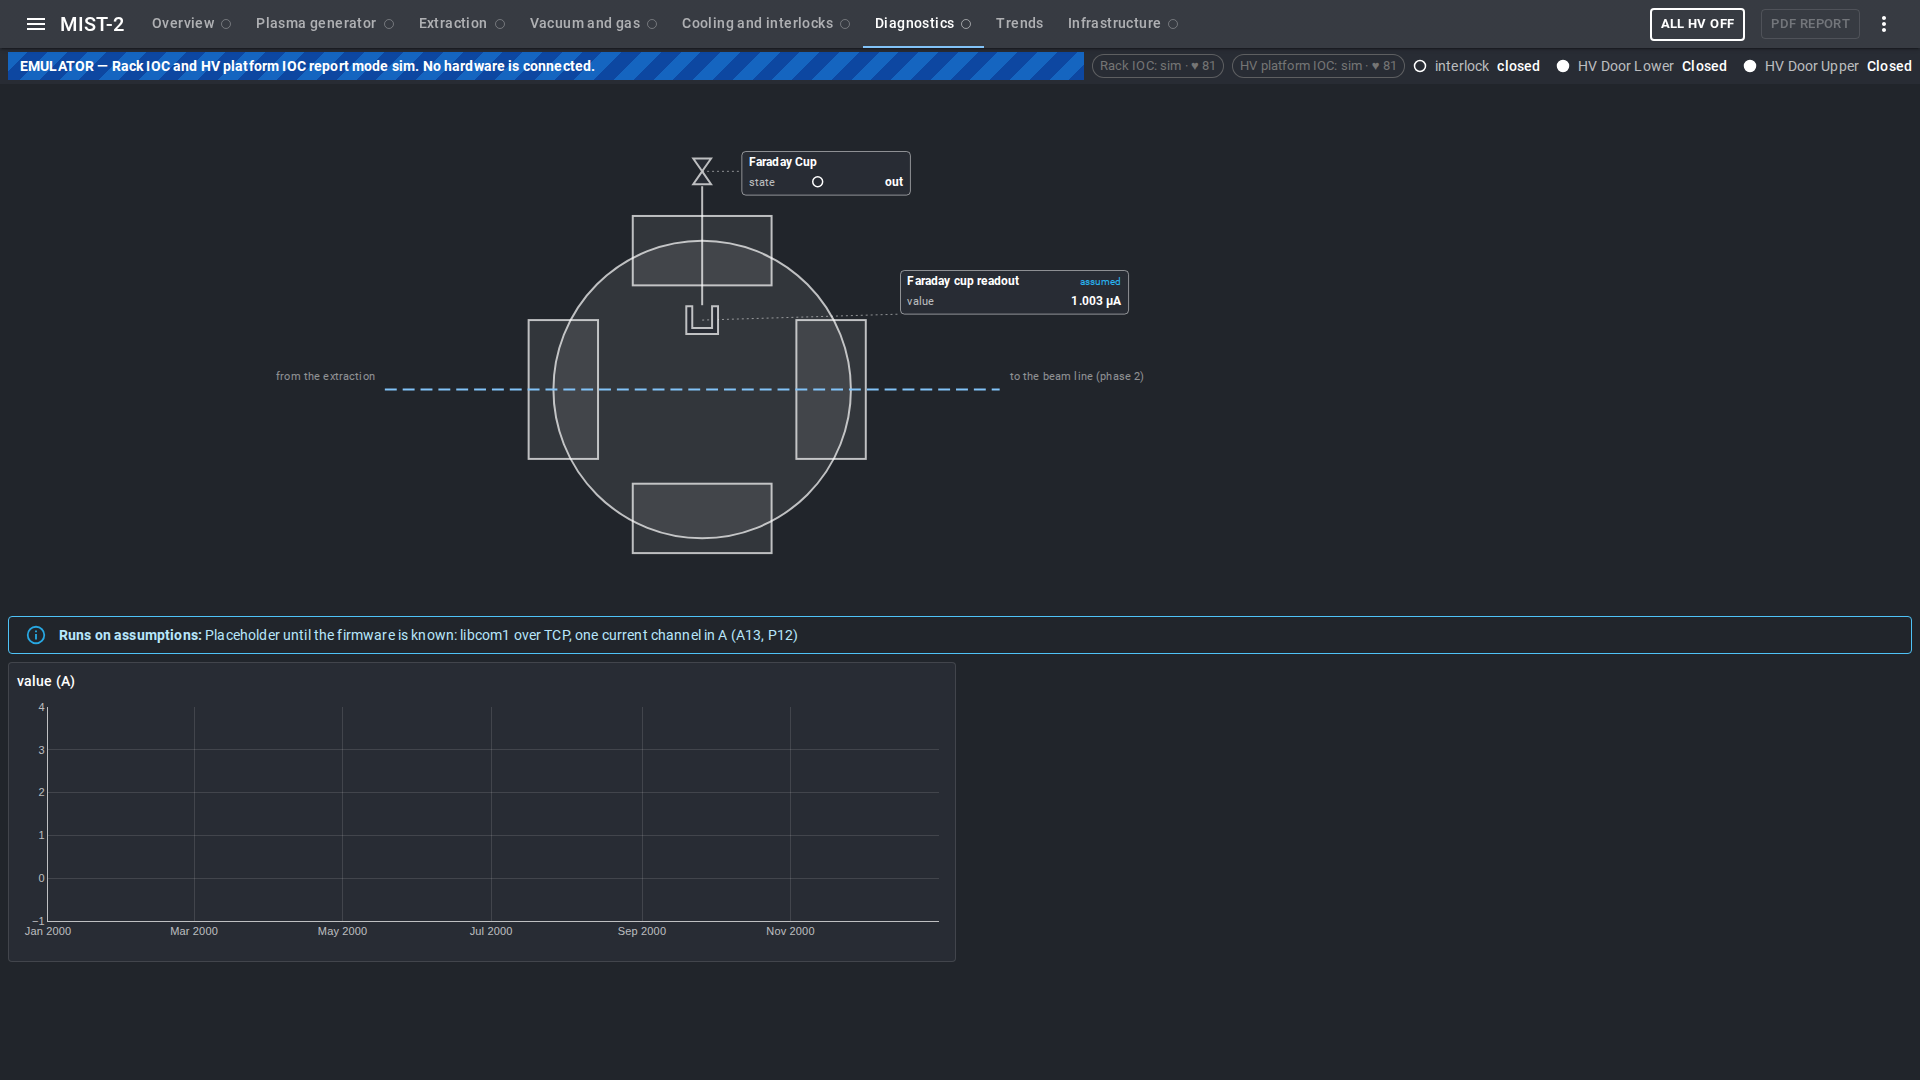 MIST-2 Overview Plasma generator Extraction Vacuum and gas Cooling and interlocks Diagnostics Trends Infrastructure ALL HV OFF PDF REPORT
EMULATOR — Rack IOC and HV platform IOC report mode sim. No hardware is connected. Rack IOC: sim · ♥ 81 HV platform IOC: sim · ♥ 81 interlock closed HV Door Lower Closed HV Door Upper Closed
Faraday Cup
state out
Faraday cup readout assumed
value 1.003 µA
from the extraction to the beam line (phase 2)
Runs on assumptions: Placeholder until the firmware is known: libcom1 over TCP, one current channel in A (A13, P12)
value (A)
4
3
2
1
0
−1
Jan 2000 Mar 2000 May 2000 Jul 2000 Sep 2000 Nov 2000